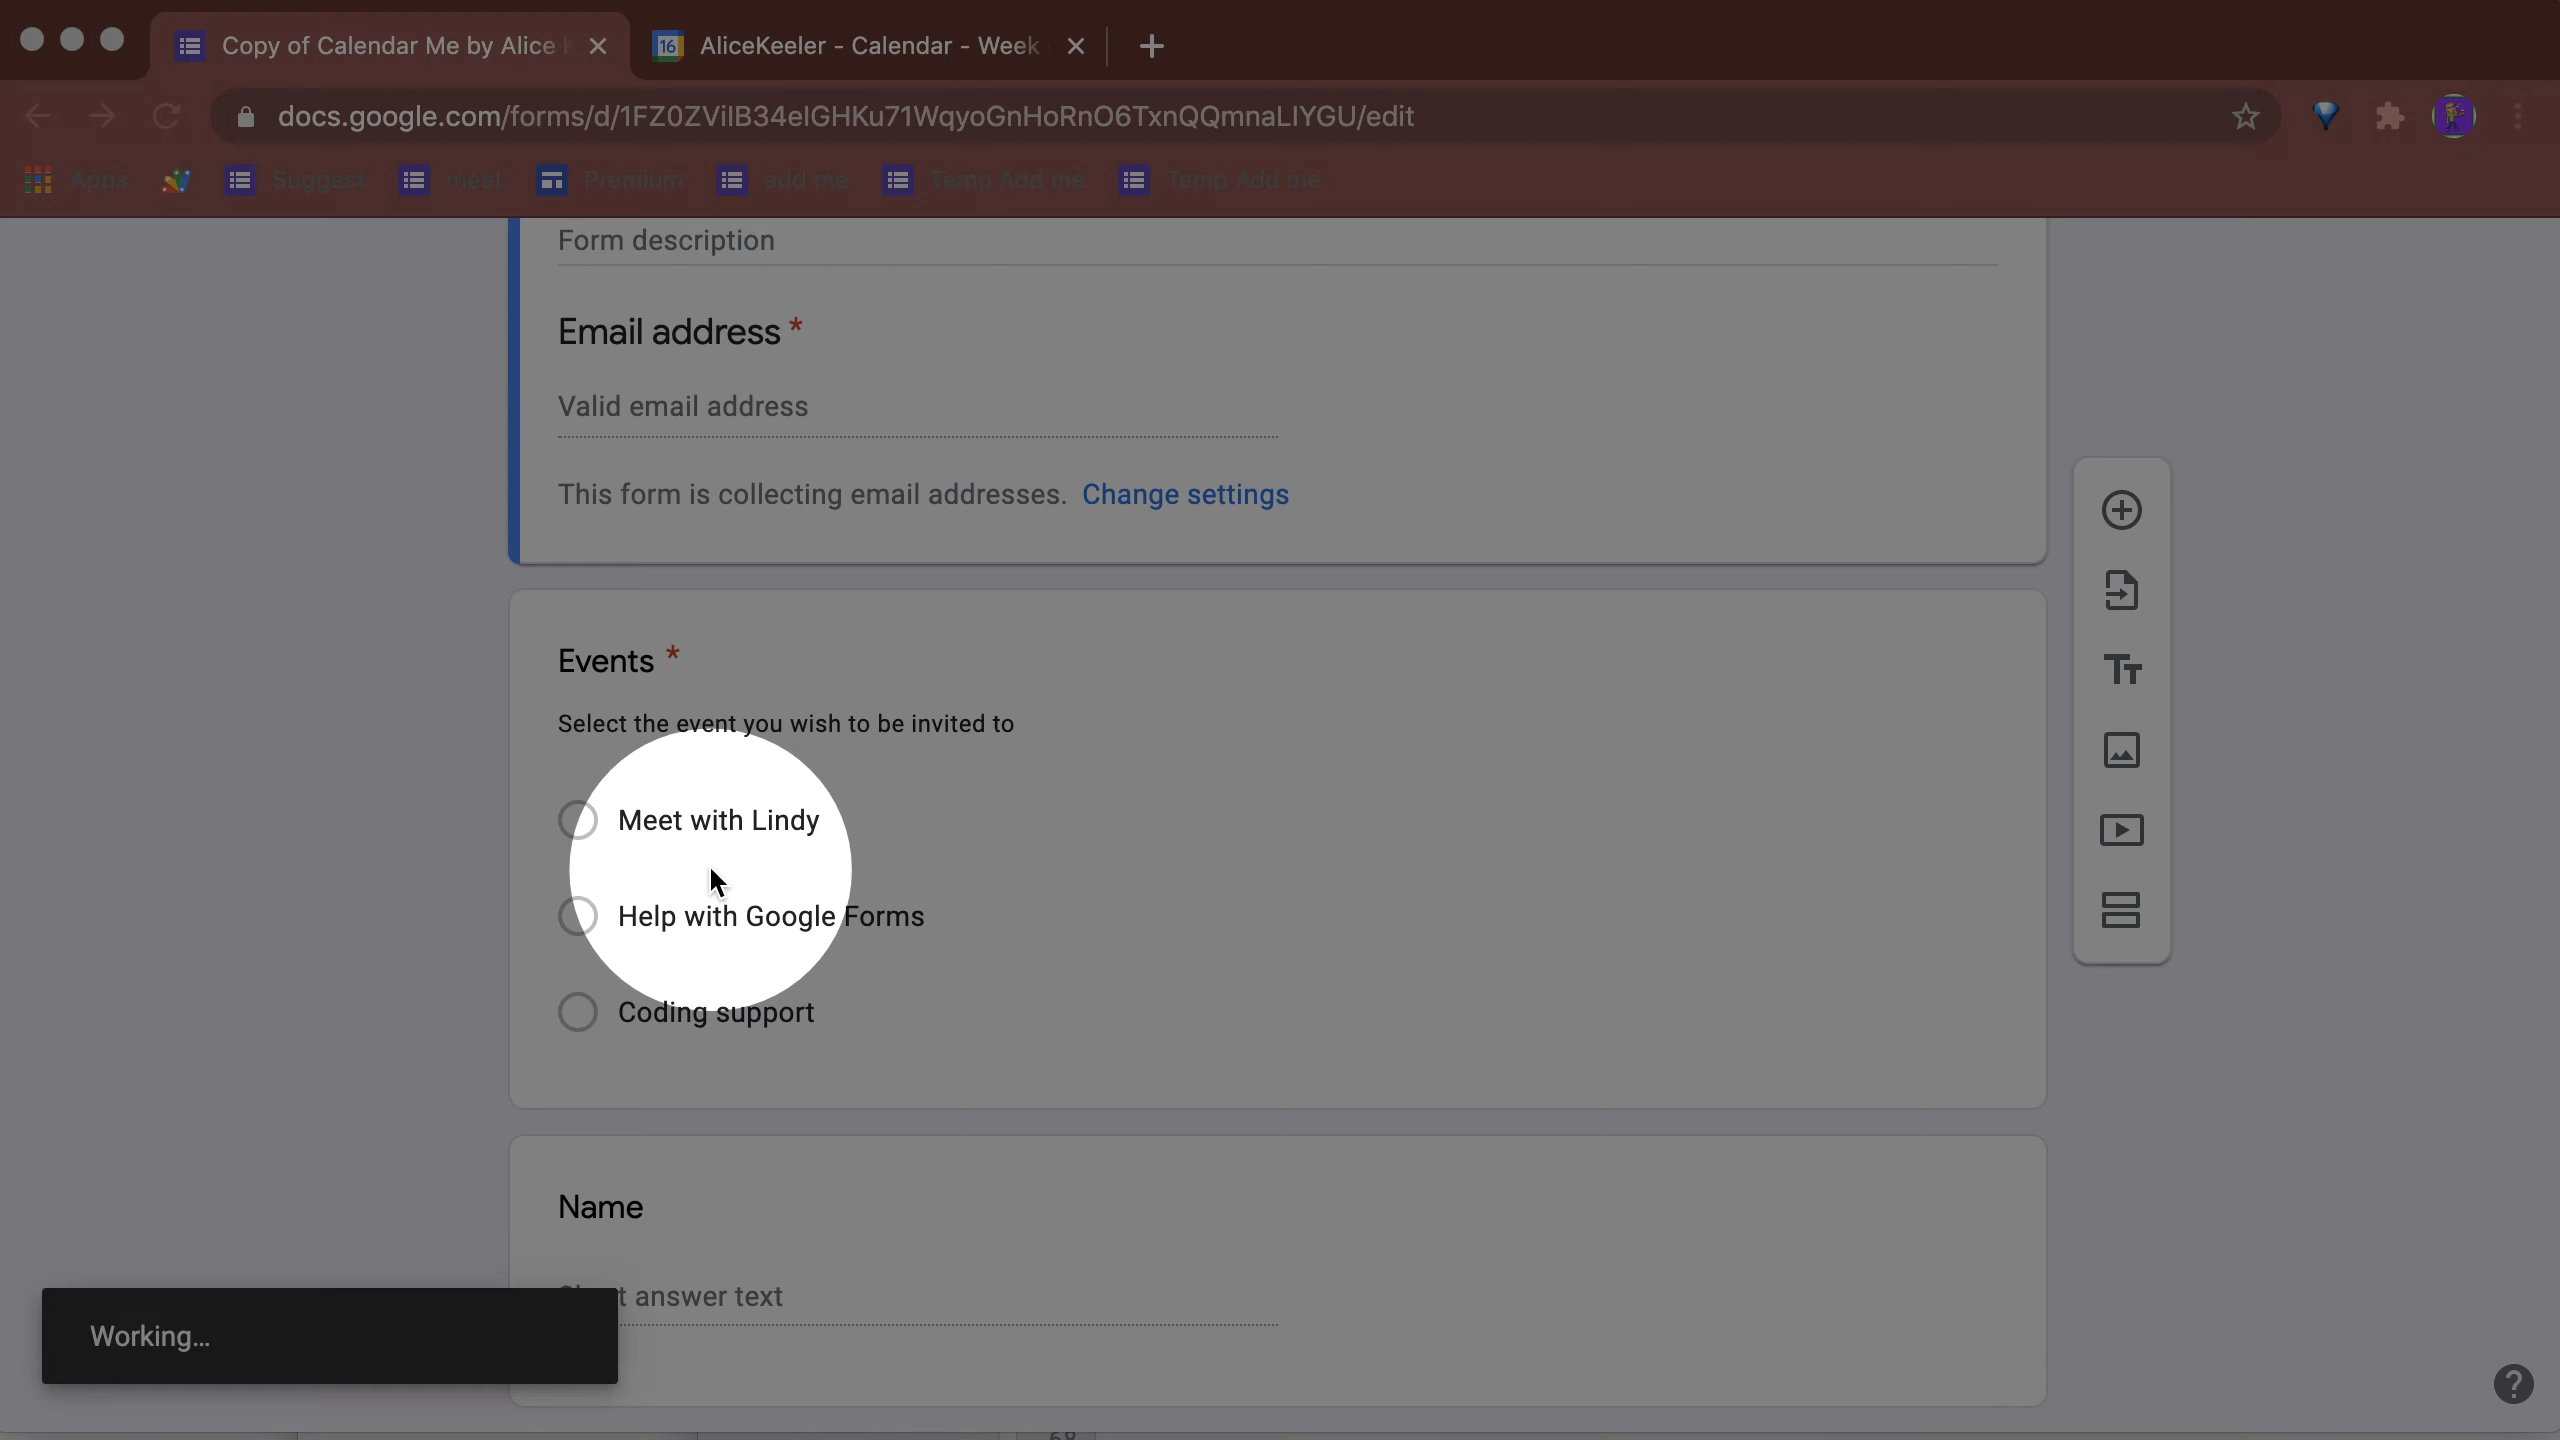 Copy of Calendar Me by Alice
AliceKeeler - Calendar - Week
docs.google.com/forms/d/1FZ0ZViIB34elGHKu71WqyoGnHoRnO6TxnQQmnaLIYGU/edit
Apps Suggest meet Premium add me Temp Add me Temp Add me
Form description
Email address *
Valid email address
This form is collecting email addresses. Change settings
Events *
Select the event you wish to be invited to
Meet with Lindy
Help with Google Forms
Coding support
Name
answer text
Working...